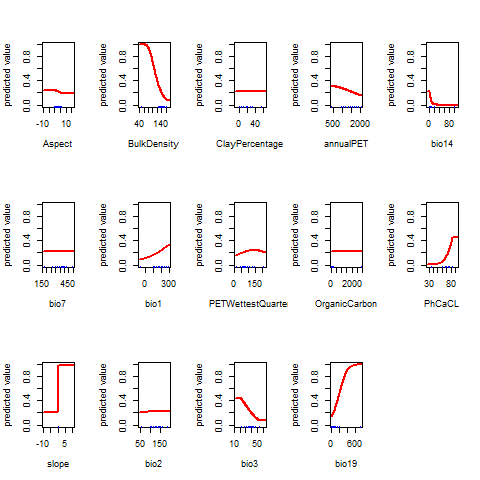 predicted value
0.0 0.4 0.8
-10 10
Aspect
predicted value
0.0 0.4 0.8
40 140
BulkDensity
predicted value
0.0 0.4 0.8
0 40
ClayPercentage
predicted value
0.0 0.4 0.8
500 2000
annualPET
predicted value
0.0 0.4 0.8
0 80
bio14
predicted value
0.0 0.4 0.8
150 450
bio7
predicted value
0.0 0.4 0.8
0 300
bio1
predicted value
0.0 0.4 0.8
0 150
PETWettestQuarte
predicted value
0.0 0.4 0.8
0 2000
OrganicCarbon
predicted value
0.0 0.4 0.8
30 80
PhCaCL
predicted value
0.0 0.4 0.8
-10 5
slope
predicted value
0.0 0.4 0.8
50 150
bio2
predicted value
0.0 0.4 0.8
10 50
bio3
predicted value
0.0 0.4 0.8
0 600
bio19